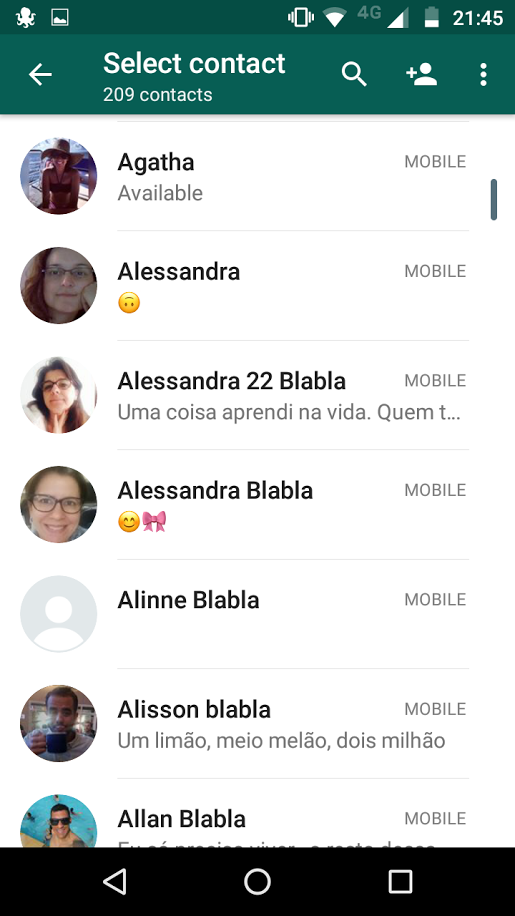 4G 21:45
Select contact
209 contacts
Agatha MOBILE
Available
Alessandra MOBILE
🙃
Alessandra 22 Blabla MOBILE
Uma coisa aprendi na vida. Quem t...
Alessandra Blabla MOBILE
😊🎀
Alinne Blabla MOBILE
Alisson blabla MOBILE
Um limão, meio melão, dois milhão
Allan Blabla MOBILE